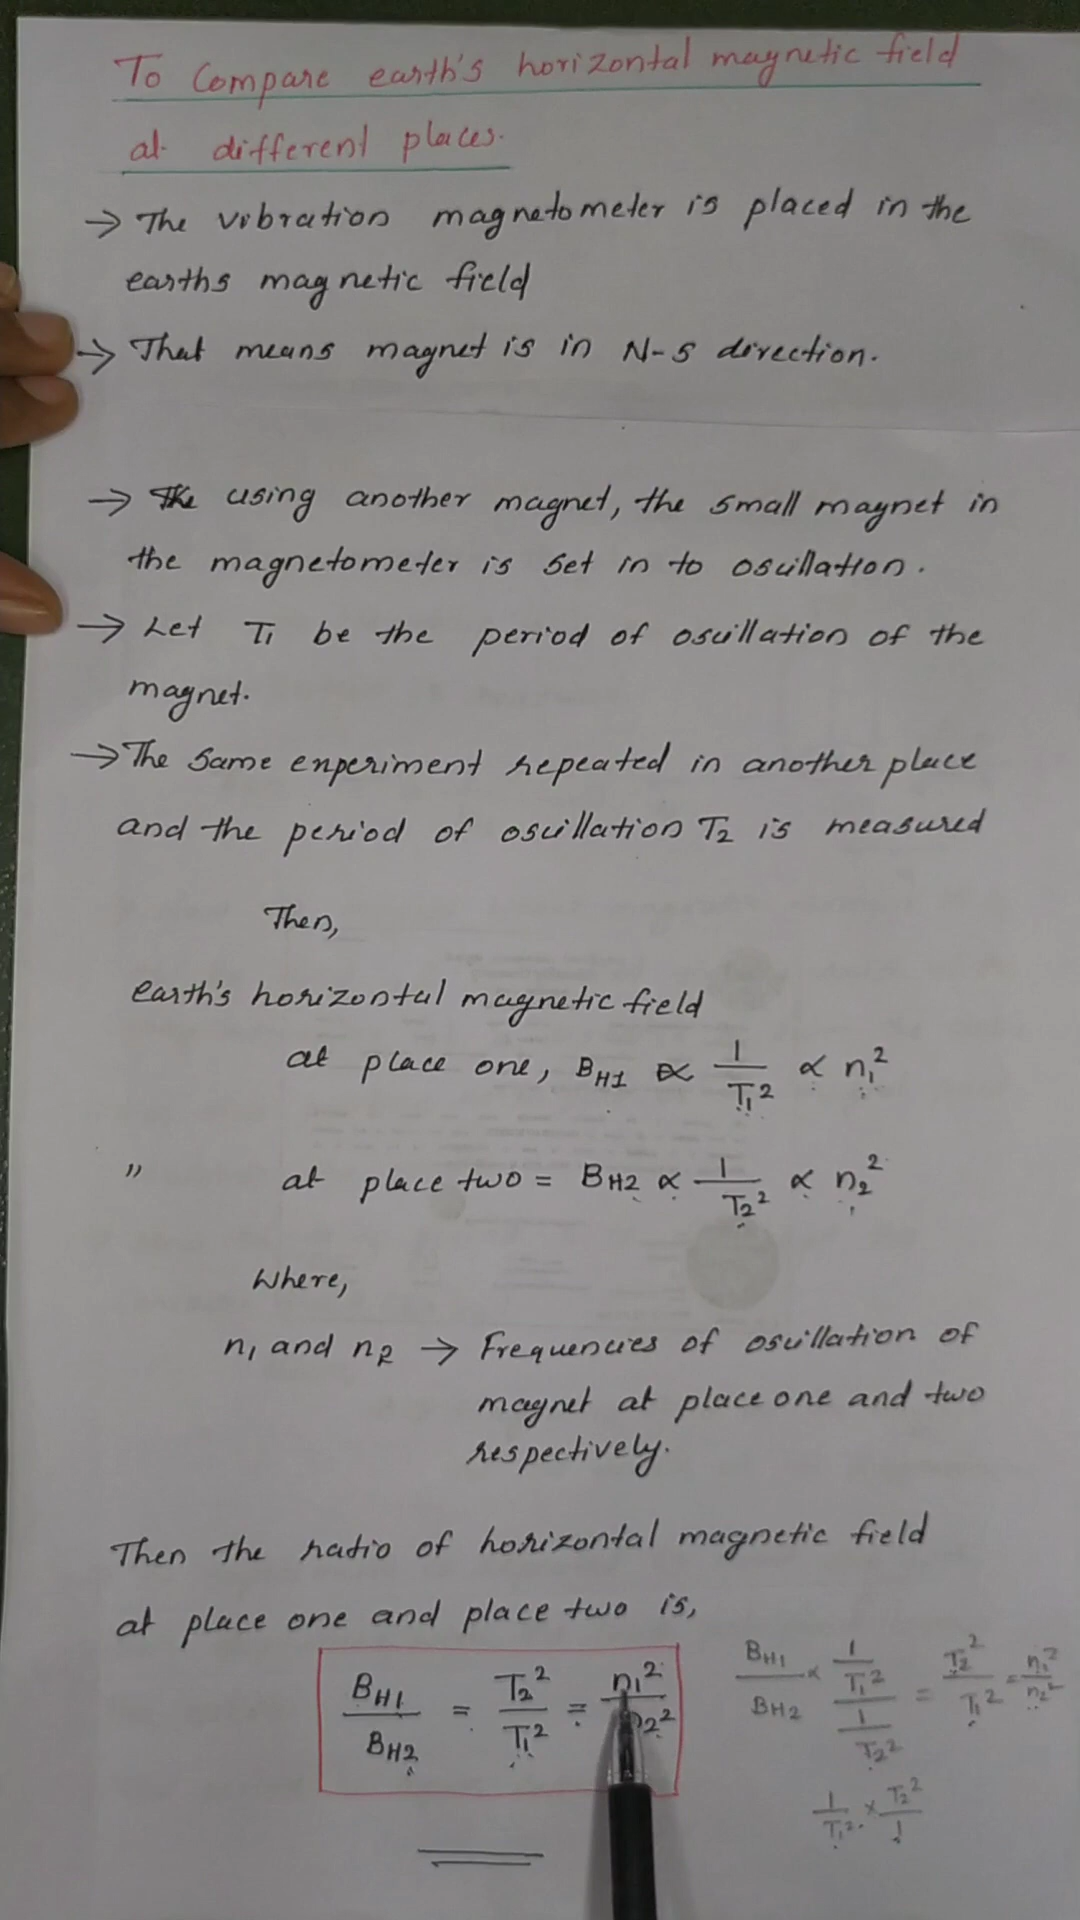 To Compare earth's horizontal magnetic field
at different places.
→ The vibration magnetometer is placed in the
earths magnetic field
→ That means magnet is in N-S direction.
→ The using another magnet, the small magnet in
the magnetometer is set in to oscillation.
→ Let T₁ be the period of oscillation of the
magnet.
→ The same experiment repeated in another place
and the period of oscillation T₂ is measured
Then,
earth's horizontal magnetic field
at place one, B_H1 ∝ 1/T₁² ∝ n₁²
" at place two = B_H2 ∝ 1/T₂² ∝ n₂²
Where,
n₁ and n₂ → Frequencies of oscillation of
magnet at place one and two
respectively.
Then the ratio of horizontal magnetic field
at place one and place two is,
B_H1/B_H2 = T₂²/T₁² = n₁²/n₂²
B_H1/B_H2 ∝ (1/T₁²)/(1/T₂²) = T₂²/T₁² = n₁²/n₂²
1/T₁² × T₂²/1